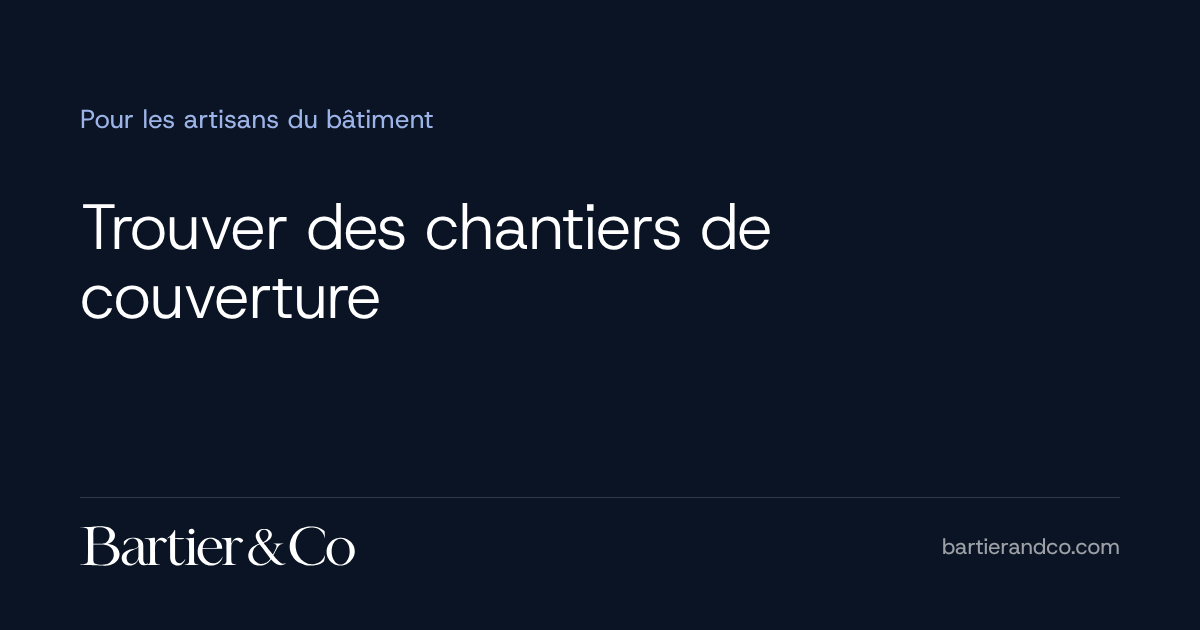 Pour les artisans du bâtiment
Trouver des chantiers de
couverture
Bartier & Co
bartierandco.com